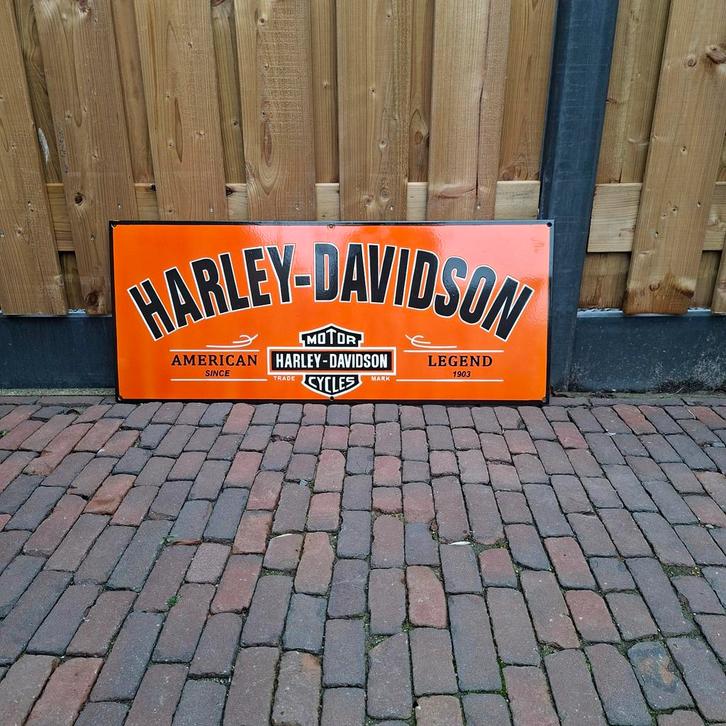 HARLEY-DAVIDSON
AMERICAN
SINCE
MOTOR
HARLEY-DAVIDSON
TRADE MARK
CYCLES
LEGEND
1903